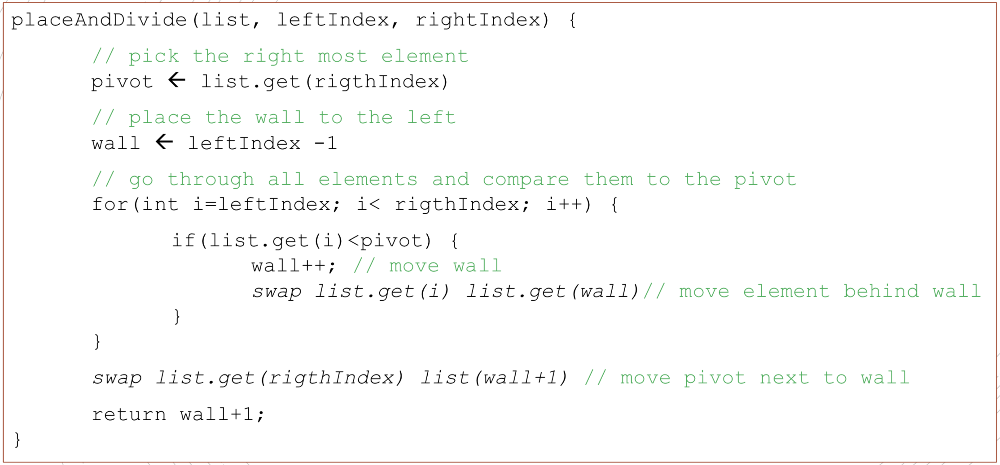 placeAndDivide(list, leftIndex, rightIndex) {
// pick the right most element
pivot ← list.get(rigthIndex)
// place the wall to the left
wall ← leftIndex -1
// go through all elements and compare them to the pivot
for(int i=leftIndex; i< rigthIndex; i++) {
if(list.get(i)<pivot) {
wall++; // move wall
swap list.get(i) list.get(wall)// move element behind wall
}
}
swap list.get(rigthIndex) list(wall+1) // move pivot next to wall
return wall+1;
}